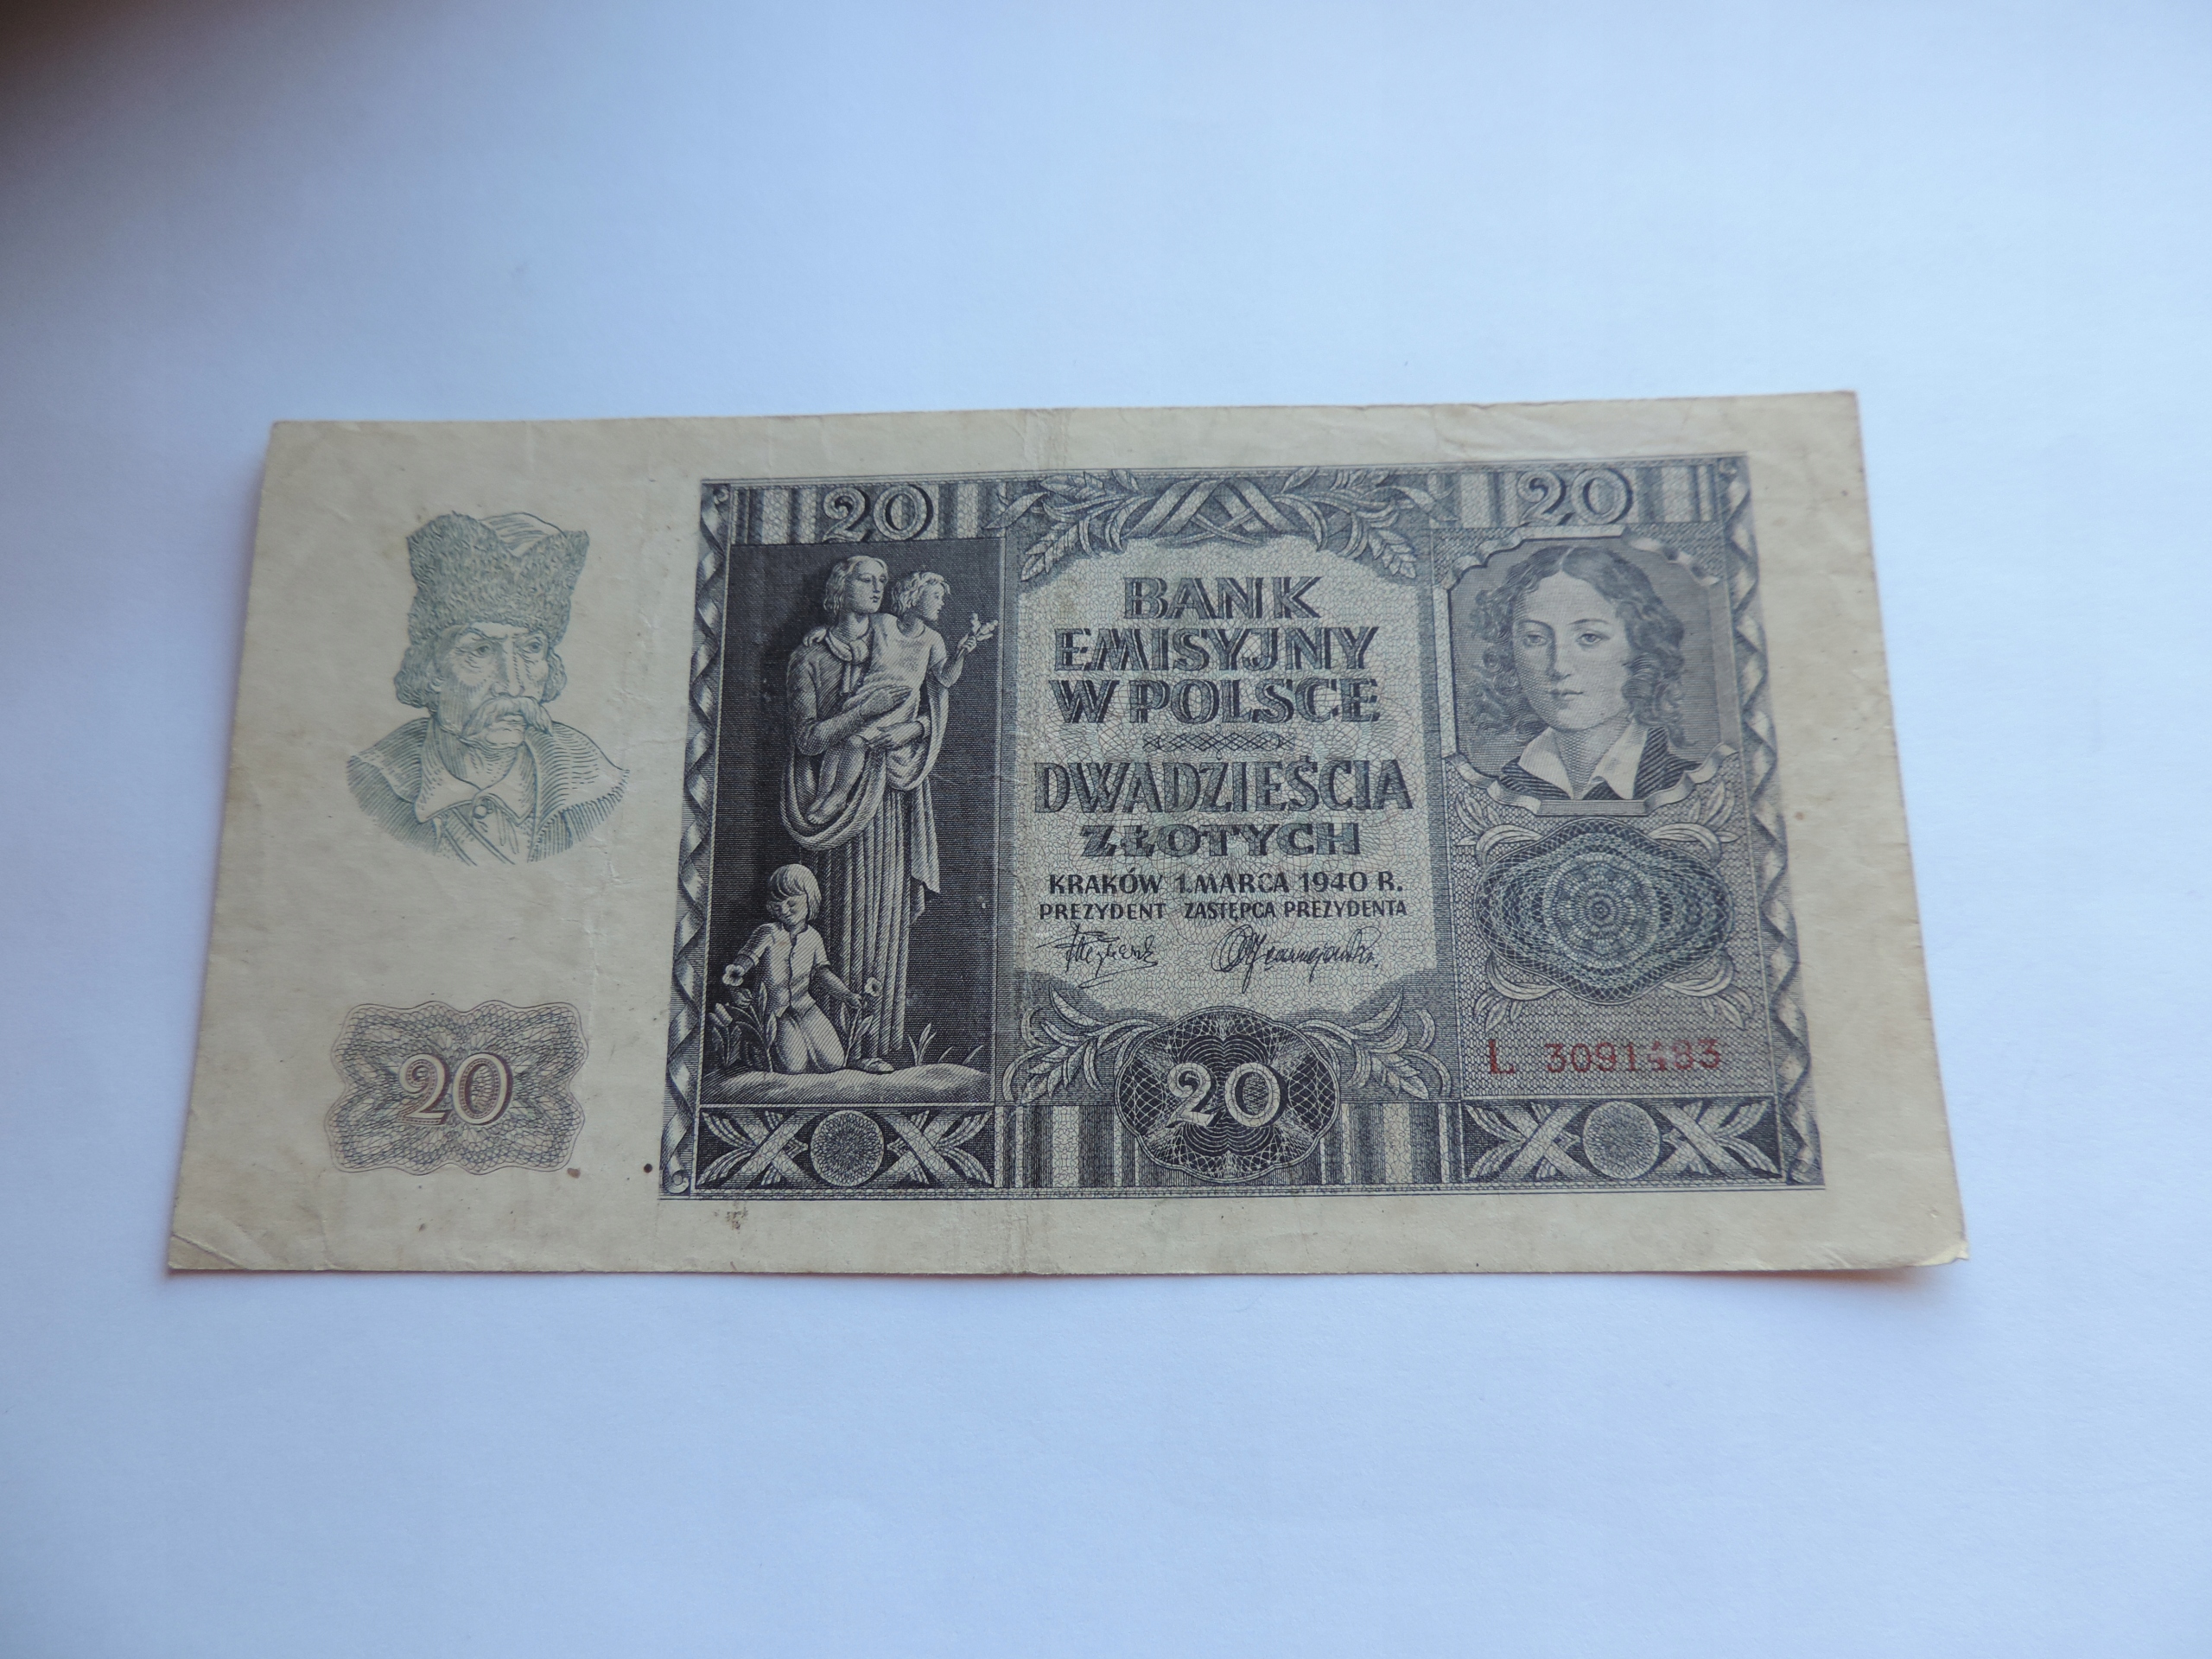 20
20
BANK
EMISYJNY
W POLSCE
DWADZIEŚCIA
ZŁOTYCH
KRAKÓW 1.MARCA 1940 R.
PREZYDENT ZASTĘPCA PREZYDENTA
L 3091483
20
20